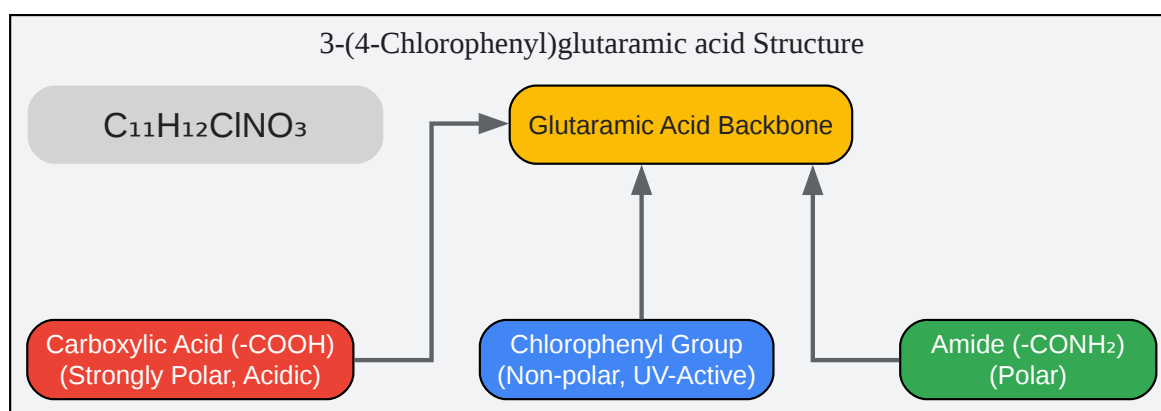 3-(4-Chlorophenyl)glutaramic acid Structure
C₁₁H₁₂ClNO₃
Glutaramic Acid Backbone
Carboxylic Acid (-COOH)
(Strongly Polar, Acidic)
Chlorophenyl Group
(Non-polar, UV-Active)
Amide (-CONH₂)
(Polar)